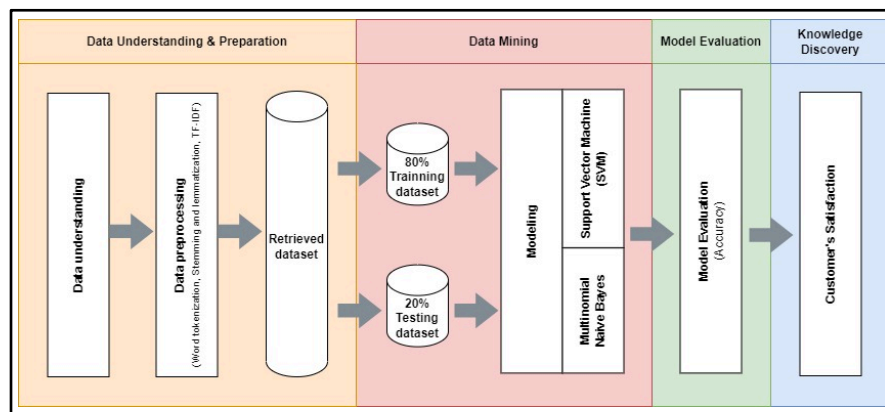 Data Understanding & Preparation
Data Mining
Model Evaluation
Knowledge
Discovery
Data understanding
Data preprocessing
(Word tokenization, Stemming and lemmatization, TF-IDF)
Retrieved
dataset
80%
Trainning
dataset
20%
Testing
dataset
Modeling
Support Vector Machine
(SVM)
Multinomial
Naive Bayes
Model Evaluation
(Accuracy)
Customer's Satisfaction